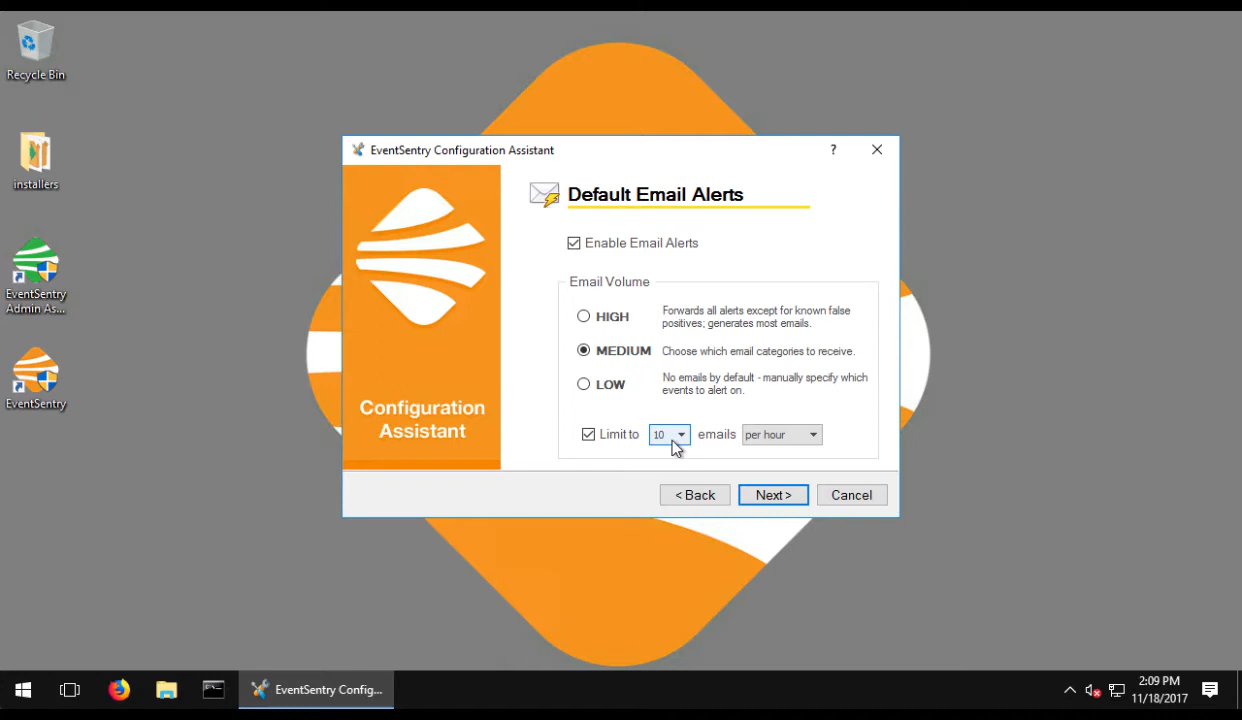 Recycle Bin
installers
EventSentry
Admin As...
EventSentry
EventSentry Configuration Assistant
?
Configuration
Assistant
Default Email Alerts
Enable Email Alerts
Email Volume
HIGH
Forwards all alerts except for known false
positives; generates most emails.
MEDIUM
Choose which email categories to receive.
LOW
No emails by default - manually specify which
events to alert on.
Limit to 10 emails per hour
< Back
Next >
Cancel
EventSentry Config...
2:09 PM
11/18/2017